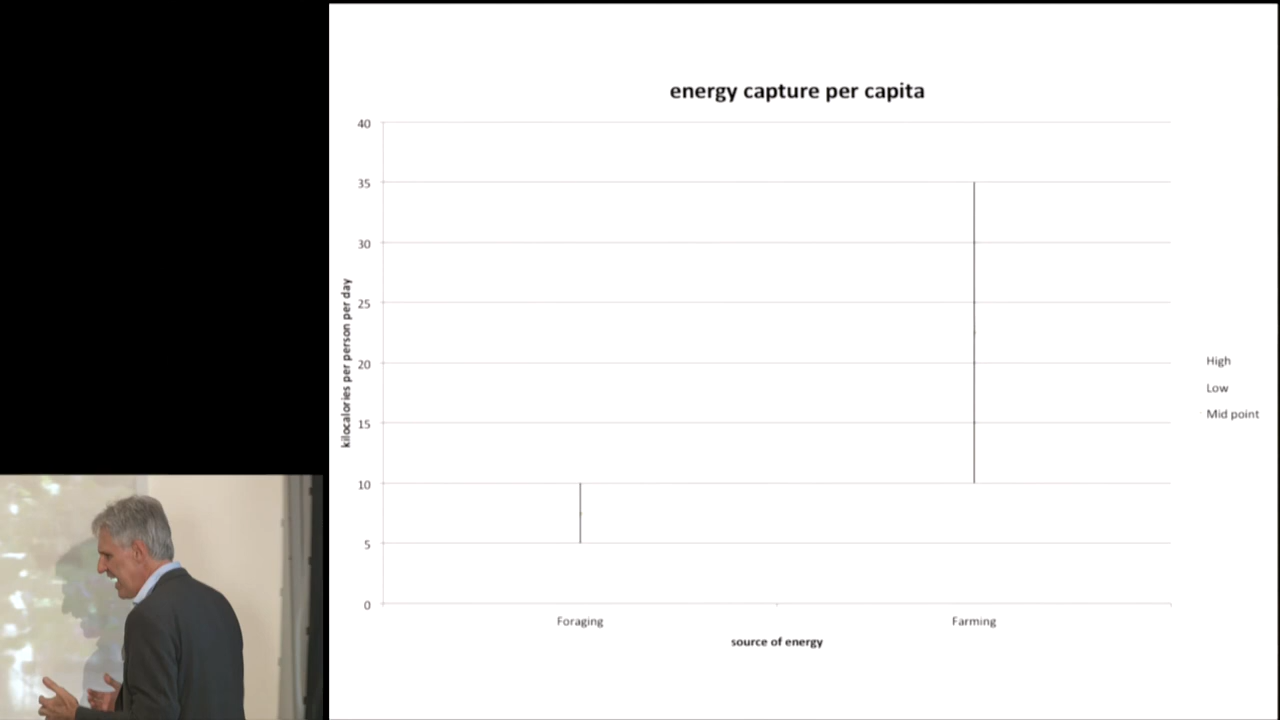 energy capture per capita
40
35
30
25
20
15
10
5
0
kilocalories per person per day
Foraging
Farming
source of energy
High
Low
Mid point